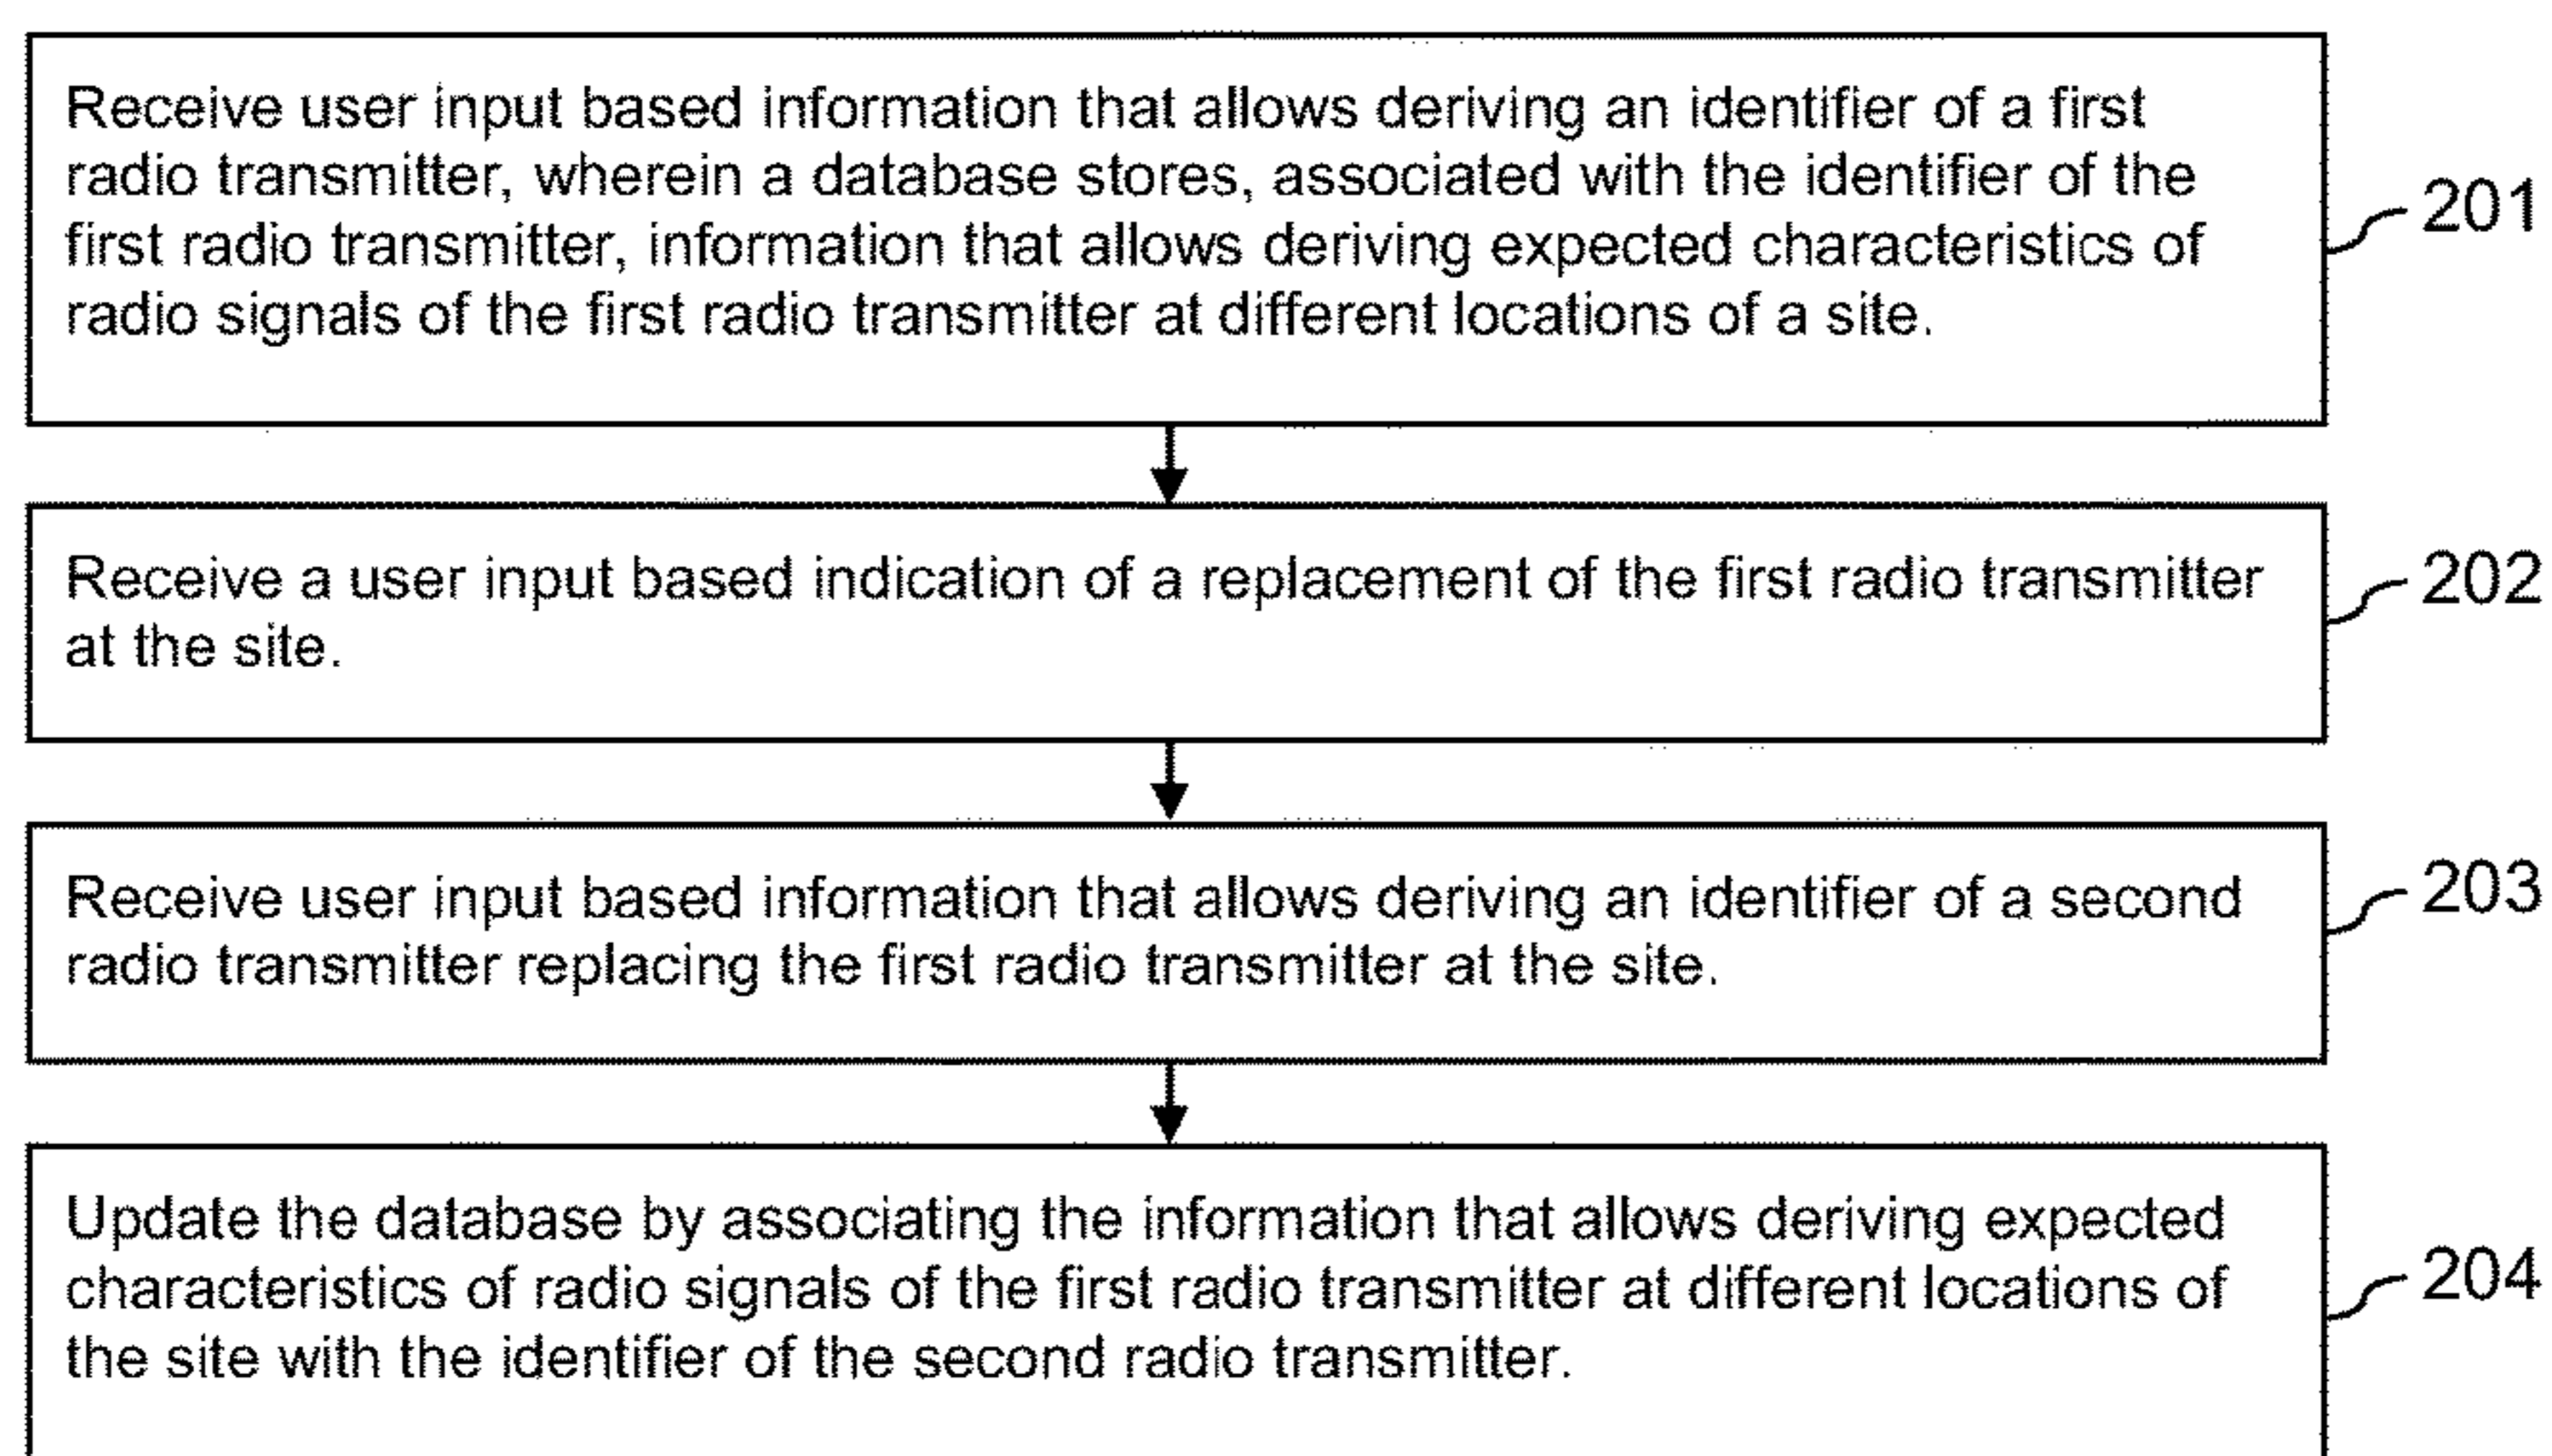 Receive user input based information that allows deriving an identifier of a first
radio transmitter, wherein a database stores, associated with the identifier of the
first radio transmitter, information that allows deriving expected characteristics of
radio signals of the first radio transmitter at different locations of a site.
201
Receive a user input based indication of a replacement of the first radio transmitter
at the site.
202
Receive user input based information that allows deriving an identifier of a second
radio transmitter replacing the first radio transmitter at the site.
203
Update the database by associating the information that allows deriving expected
characteristics of radio signals of the first radio transmitter at different locations of
the site with the identifier of the second radio transmitter.
204